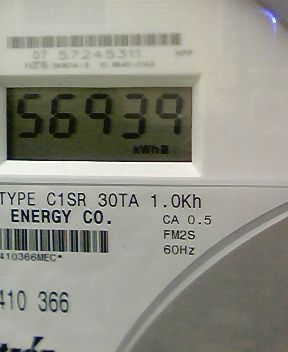 07 57245311
56939
kWh
TYPE C1SR 30TA 1.0Kh
ENERGY CO.
CA 0.5
FM2S
60Hz
410366MEC*
410 366